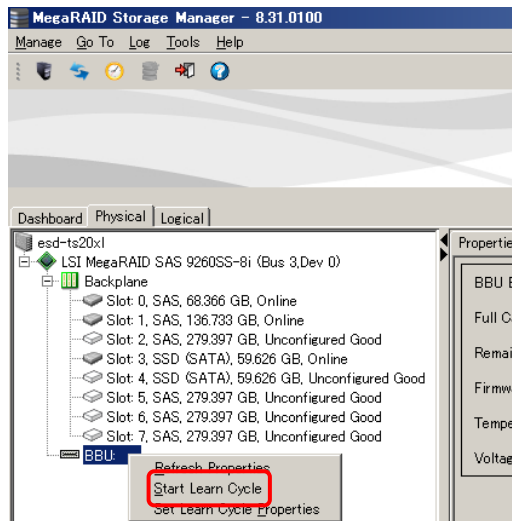 MegaRAID Storage Manager - 8.31.0100
Manage Go To Log Tools Help
Dashboard Physical Logical
esd-ts20xl
LSI MegaRAID SAS 9260SS-8i (Bus 3,Dev 0)
Backplane
Slot: 0, SAS, 68.366 GB, Online
Slot: 1, SAS, 136.733 GB, Online
Slot: 2, SAS, 279.397 GB, Unconfigured Good
Slot: 3, SSD (SATA), 59.626 GB, Online
Slot: 4, SSD (SATA), 59.626 GB, Unconfigured Good
Slot: 5, SAS, 279.397 GB, Unconfigured Good
Slot: 6, SAS, 279.397 GB, Unconfigured Good
Slot: 7, SAS, 279.397 GB, Unconfigured Good
BBU:
Refresh Properties
Start Learn Cycle
Set Learn Cycle Properties
Propertie
BBU
Full C
Remai
Firmw
Tempe
Voltag